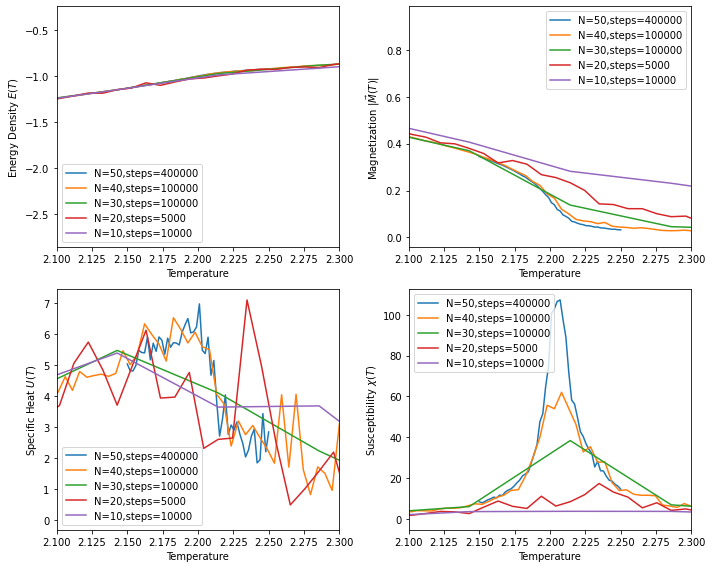 Energy Density E(T)
−0.5
−1.0
−1.5
−2.0
−2.5
N=50,steps=400000
N=40,steps=100000
N=30,steps=100000
N=20,steps=5000
N=10,steps=10000
2.100 2.125 2.150 2.175 2.200 2.225 2.250 2.275 2.300
Temperature
Magnetization |M⃗(T)|
0.8
0.6
0.4
0.2
0.0
N=50,steps=400000
N=40,steps=100000
N=30,steps=100000
N=20,steps=5000
N=10,steps=10000
2.100 2.125 2.150 2.175 2.200 2.225 2.250 2.275 2.300
Temperature
Specific Heat U(T)
7
6
5
4
3
2
1
0
N=50,steps=400000
N=40,steps=100000
N=30,steps=100000
N=20,steps=5000
N=10,steps=10000
2.100 2.125 2.150 2.175 2.200 2.225 2.250 2.275 2.300
Temperature
Susceptibility χ(T)
100
80
60
40
20
0
N=50,steps=400000
N=40,steps=100000
N=30,steps=100000
N=20,steps=5000
N=10,steps=10000
2.100 2.125 2.150 2.175 2.200 2.225 2.250 2.275 2.300
Temperature